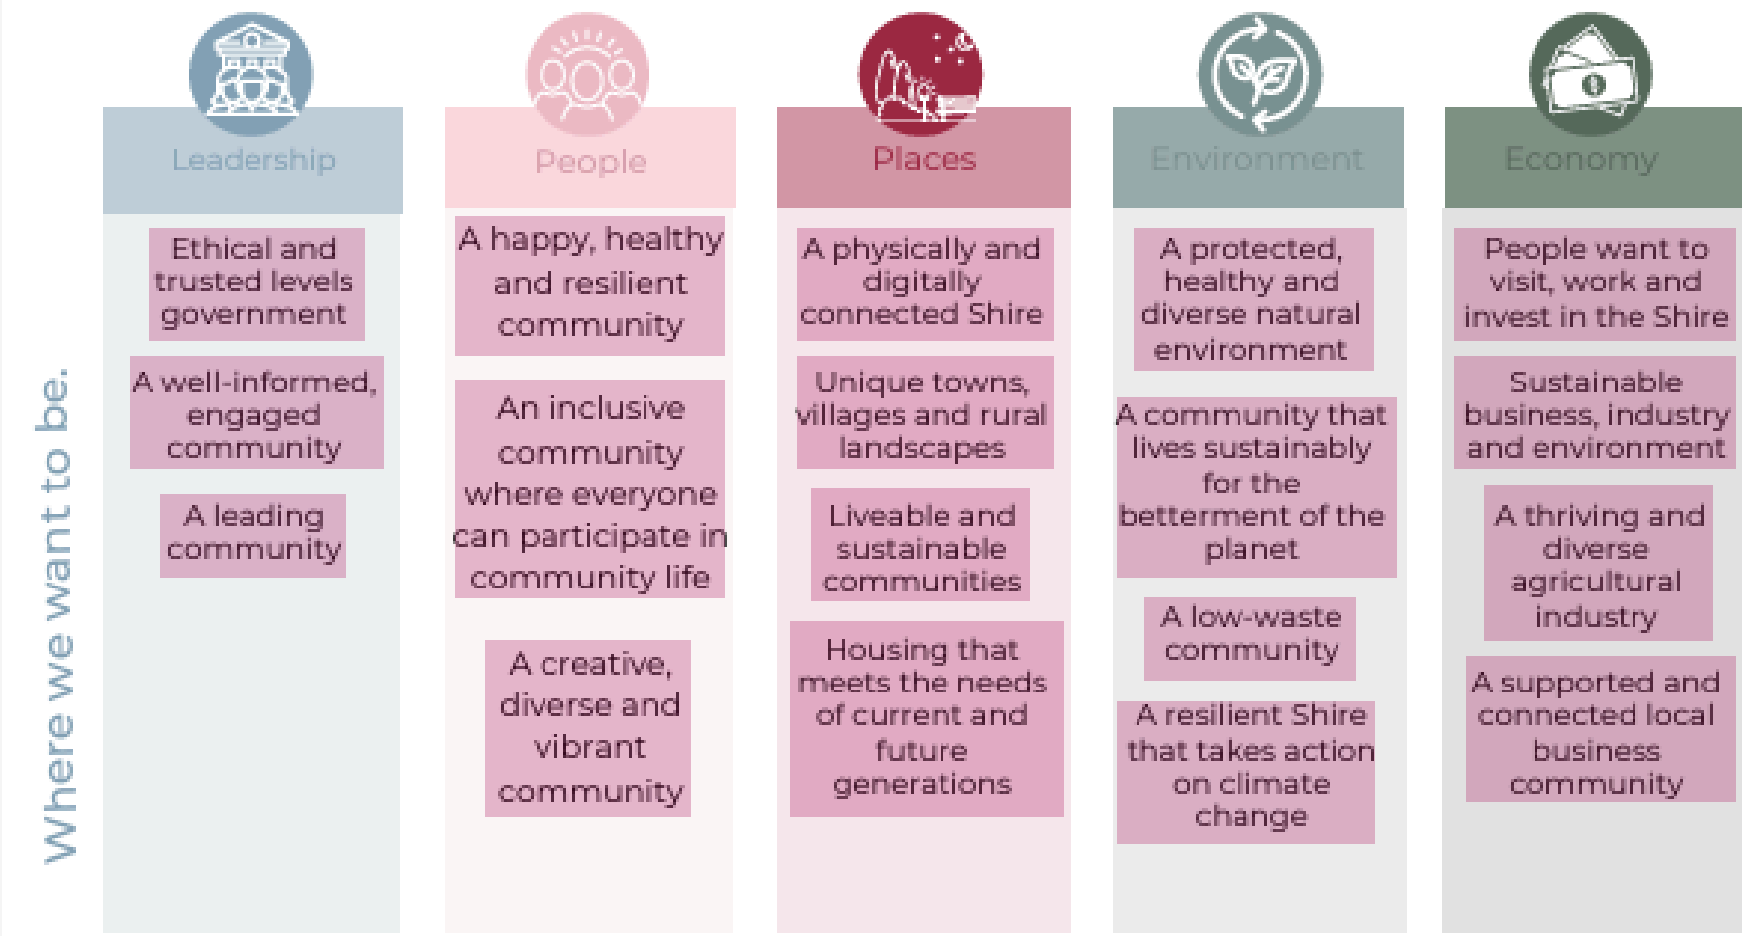 Where we want to be.
Leadership
Ethical and
trusted levels
government
A well-informed,
engaged
community
A leading
community
People
A happy, healthy
and resilient
community
An inclusive
community
where everyone
can participate in
community life
A creative,
diverse and
vibrant
community
Places
A physically and
digitally
connected Shire
Unique towns,
villages and rural
landscapes
Liveable and
sustainable
communities
Housing that
meets the needs
of current and
future
generations
Environment
A protected,
healthy and
diverse natural
environment
A community that
lives sustainably
for the
betterment of the
planet
A low-waste
community
A resilient Shire
that takes action
on climate
change
Economy
People want to
visit, work and
invest in the Shire
Sustainable
business, industry
and environment
A thriving and
diverse
agricultural
industry
A supported and
connected local
business
community